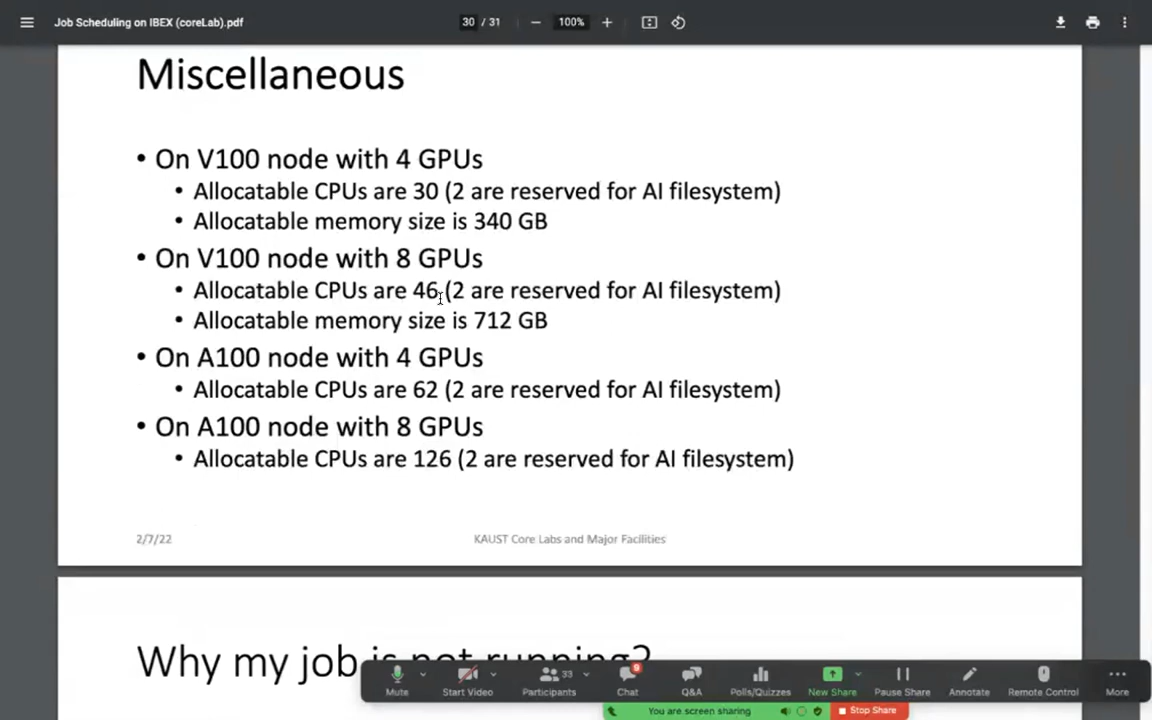 Job Scheduling on IBEX (coreLab).pdf
30 / 31
100%
Miscellaneous
• On V100 node with 4 GPUs
• Allocatable CPUs are 30 (2 are reserved for AI filesystem)
• Allocatable memory size is 340 GB
• On V100 node with 8 GPUs
• Allocatable CPUs are 46 (2 are reserved for AI filesystem)
• Allocatable memory size is 712 GB
• On A100 node with 4 GPUs
• Allocatable CPUs are 62 (2 are reserved for AI filesystem)
• On A100 node with 8 GPUs
• Allocatable CPUs are 126 (2 are reserved for AI filesystem)
2/7/22
KAUST Core Labs and Major Facilities
Why my job is not running?
33
9
Mute
Start Video
Participants
Chat
Q&A
Polls/Quizzes
New Share
Pause Share
Annotate
Remote Control
More
You are screen sharing
Stop Share